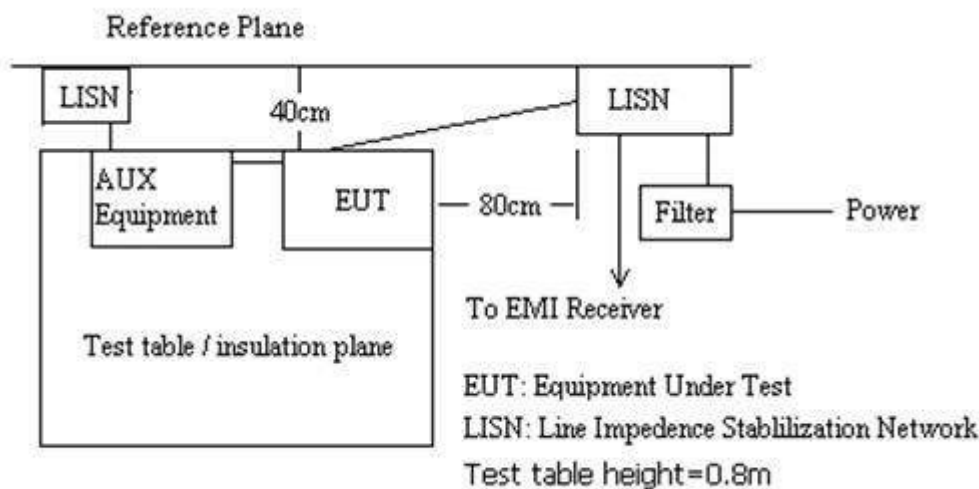 Reference Plane
LISN
40cm
LISN
AUX
Equipment
EUT
80cm
Filter
Power
To EMI Receiver
Test table / insulation plane
EUT: Equipment Under Test
LISN: Line Impedence Stablilization Network
Test table height=0.8m